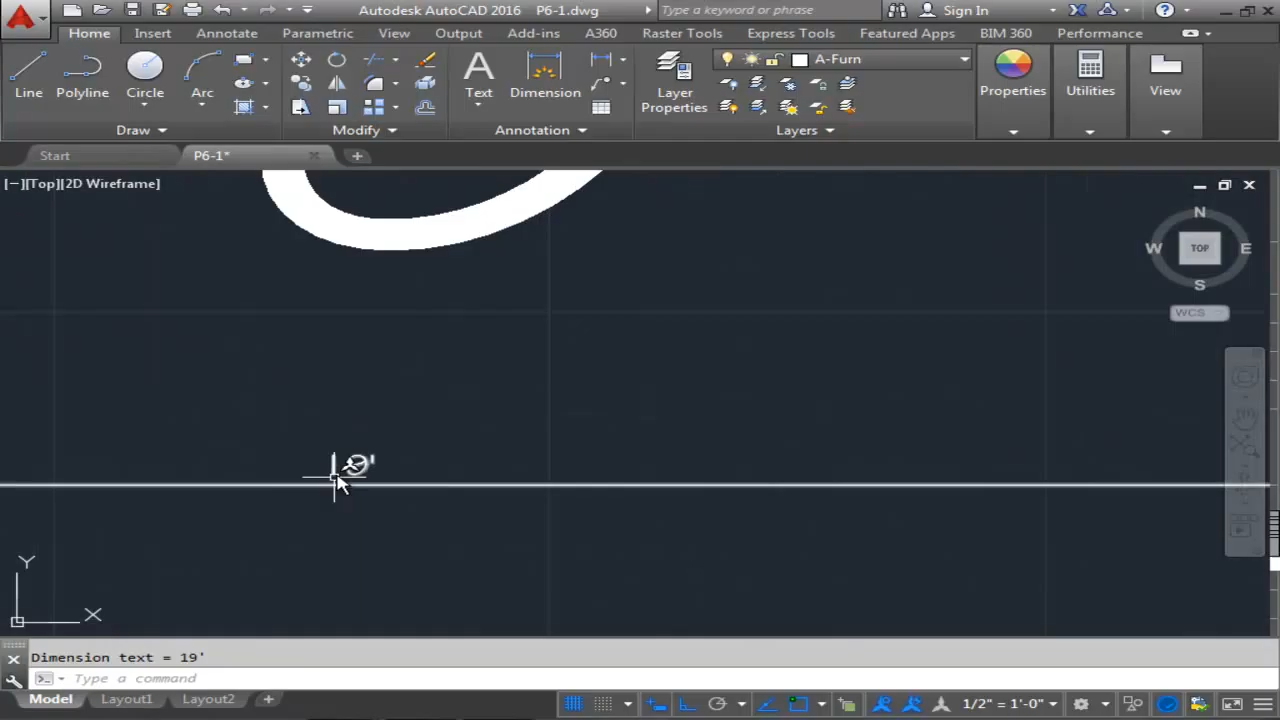 Autodesk AutoCAD 2016 P6-1.dwg Type a keyword or phrase Sign In
Home Insert Annotate Parametric View Output Add-ins A360 Raster Tools Express Tools Featured Apps BIM 360 Performance
A-Furn
Line Polyline Circle Arc Text Dimension Layer Properties Properties Utilities View
Draw Modify Annotation Layers
Start P6-1*
[−][Top][2D Wireframe]
N
W TOP E
S
WCS
19'
Y
X
Dimension text = 19'
Type a command
Model Layout1 Layout2 1/2" = 1'-0"